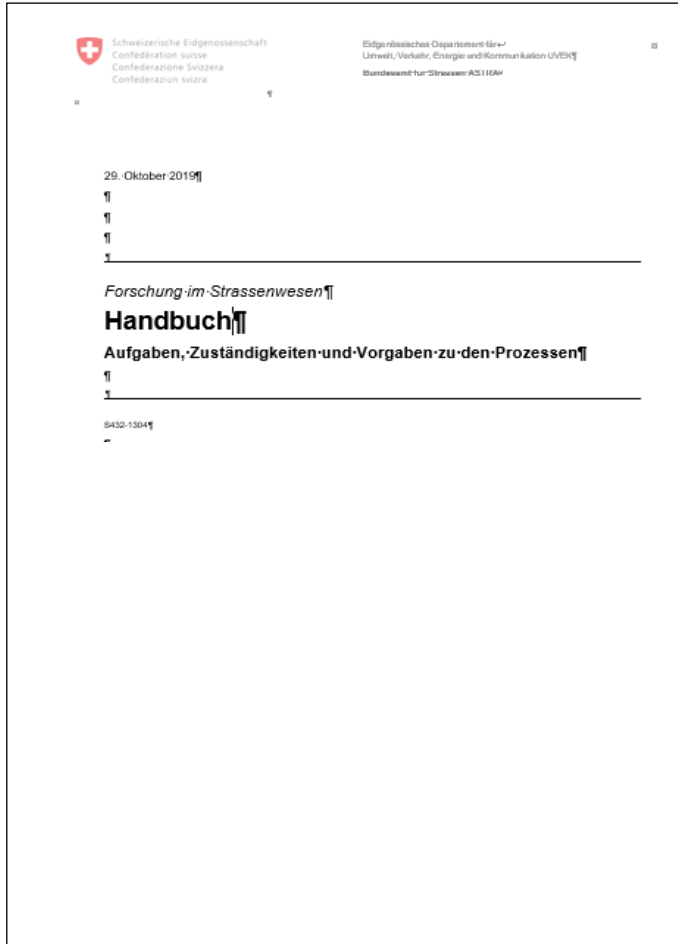 Schweizerische Eidgenossenschaft
Confédération suisse
Confederazione Svizzera
Confederaziun svizra
Eidgenössisches Departement für
Umwelt, Verkehr, Energie und Kommunikation UVEK¶
Bundesamt für Strassen ASTRA
¶
29.·Oktober·2019¶
¶
¶
¶
¶
Forschung·im·Strassenwesen¶
Handbuch¶
Aufgaben,·Zuständigkeiten·und·Vorgaben·zu·den·Prozessen¶
¶
¶
S432-1304¶
¶